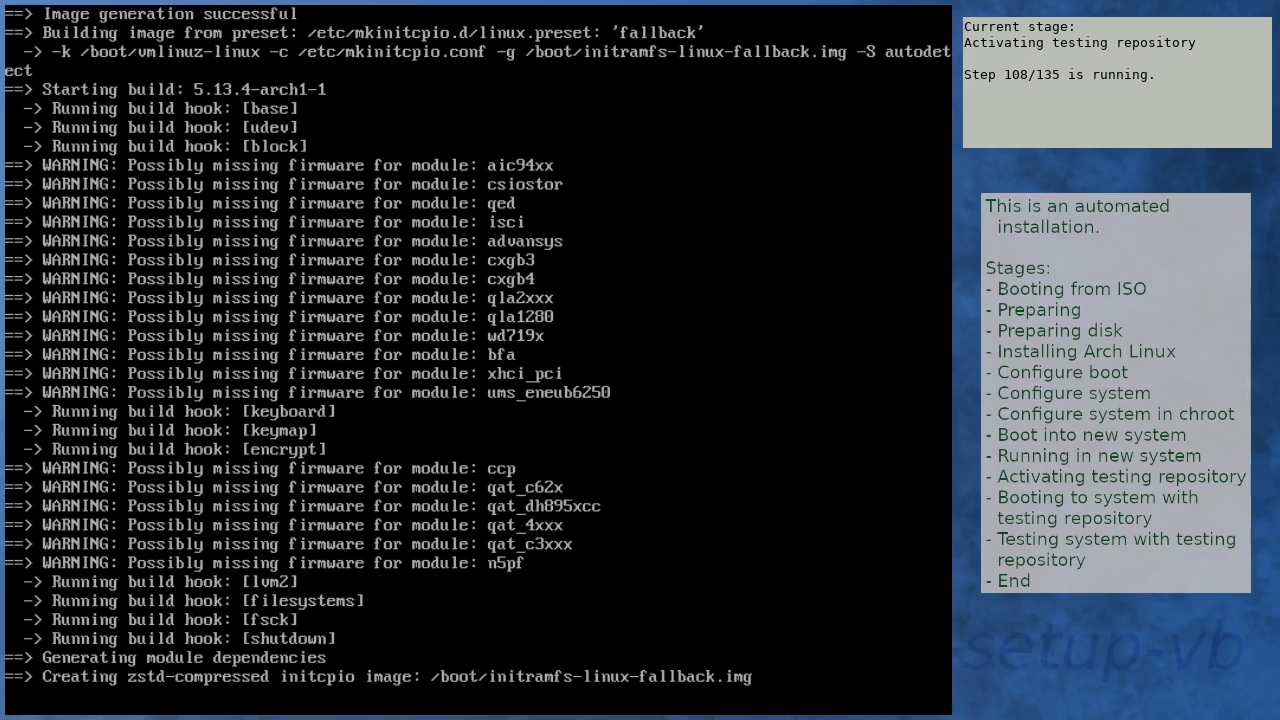 ==> Image generation successful
==> Building image from preset: /etc/mkinitcpio.d/linux.preset: 'fallback'
  -> -k /boot/vmlinuz-linux -c /etc/mkinitcpio.conf -g /boot/initramfs-linux-fallback.img -S autodet
ect
==> Starting build: 5.13.4-arch1-1
  -> Running build hook: [base]
  -> Running build hook: [udev]
  -> Running build hook: [block]
==> WARNING: Possibly missing firmware for module: aic94xx
==> WARNING: Possibly missing firmware for module: csiostor
==> WARNING: Possibly missing firmware for module: qed
==> WARNING: Possibly missing firmware for module: isci
==> WARNING: Possibly missing firmware for module: advansys
==> WARNING: Possibly missing firmware for module: cxgb3
==> WARNING: Possibly missing firmware for module: cxgb4
==> WARNING: Possibly missing firmware for module: qla2xxx
==> WARNING: Possibly missing firmware for module: qla1280
==> WARNING: Possibly missing firmware for module: wd719x
==> WARNING: Possibly missing firmware for module: bfa
==> WARNING: Possibly missing firmware for module: xhci_pci
==> WARNING: Possibly missing firmware for module: ums_eneub6250
  -> Running build hook: [keyboard]
  -> Running build hook: [keymap]
  -> Running build hook: [encrypt]
==> WARNING: Possibly missing firmware for module: ccp
==> WARNING: Possibly missing firmware for module: qat_c62x
==> WARNING: Possibly missing firmware for module: qat_dh895xcc
==> WARNING: Possibly missing firmware for module: qat_4xxx
==> WARNING: Possibly missing firmware for module: qat_c3xxx
==> WARNING: Possibly missing firmware for module: n5pf
  -> Running build hook: [lvm2]
  -> Running build hook: [filesystems]
  -> Running build hook: [fsck]
  -> Running build hook: [shutdown]
==> Generating module dependencies
==> Creating zstd-compressed initcpio image: /boot/initramfs-linux-fallback.img
Current stage:
Activating testing repository
Step 108/135 is running.
This is an automated
installation.
Stages:
- Booting from ISO
- Preparing
- Preparing disk
- Installing Arch Linux
- Configure boot
- Configure system
- Configure system in chroot
- Boot into new system
- Running in new system
- Activating testing repository
- Booting to system with
testing repository
- Testing system with testing
repository
- End
-setup-vb